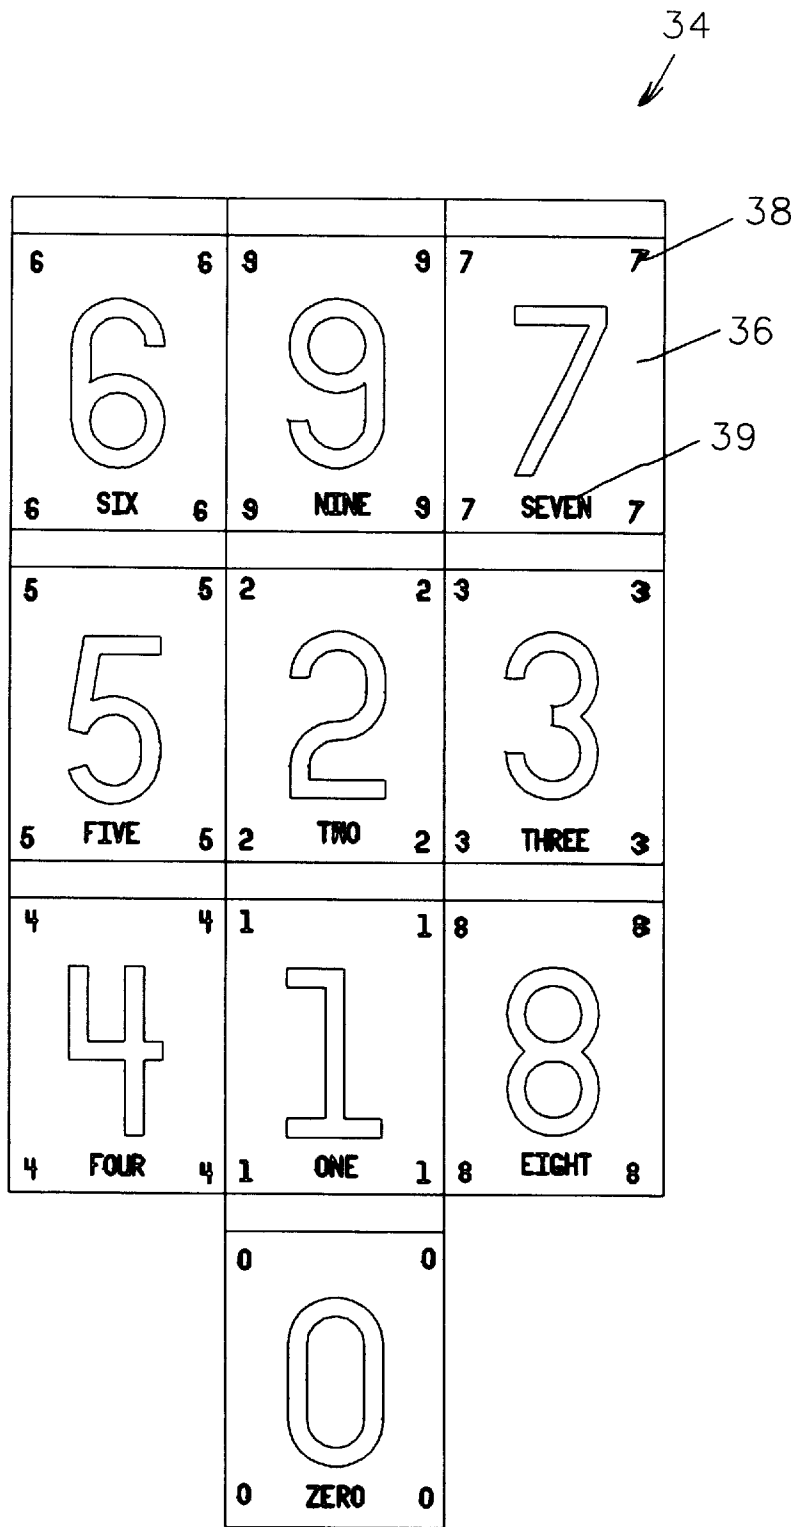 34
38
6 6 9 9 7 7
6 9 7
36
39
6 SIX 6 9 NINE 9 7 SEVEN 7
5 5 2 2 3 3
5 2 3
5 FIVE 5 2 TWO 2 3 THREE 3
4 4 1 1 8 8
4 1 8
4 FOUR 4 1 ONE 1 8 EIGHT 8
0 0
0
0 ZERO 0